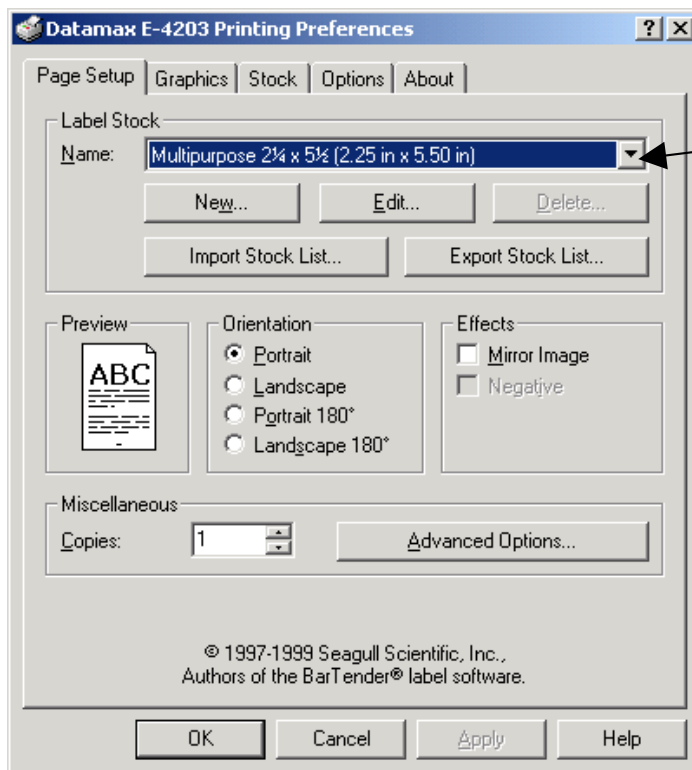 Datamax E-4203 Printing Preferences
Page Setup Graphics Stock Options About
Label Stock
Name: Multipurpose 2¼ x 5½ (2.25 in x 5.50 in)
New... Edit... Delete...
Import Stock List... Export Stock List...
Preview
ABC
Orientation
Portrait
Landscape
Portrait 180°
Landscape 180°
Effects
Mirror Image
Negative
Miscellaneous
Copies: 1 Advanced Options...
© 1997-1999 Seagull Scientific, Inc.,
Authors of the BarTender® label software.
OK Cancel Apply Help